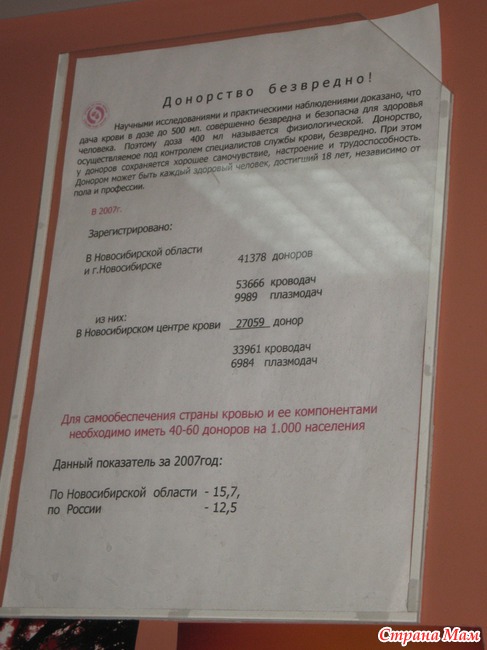 Донорство безвредно!
Научными исследованиями и практическими наблюдениями доказано, что
дача крови в дозе до 500 мл. совершенно безвредна и безопасна для здоровья
человека. Поэтому доза 400 мл называется физиологической. Донорство,
осуществляемое под контролем специалистов службы крови, безвредно. При этом
у доноров сохраняется хорошее самочувствие, настроение и трудоспособность.
Донором может быть каждый здоровый человек, достигший 18 лет, независимо от
пола и профессии.
В 2007г.
Зарегистрировано:
В Новосибирской области
и г.Новосибирске 41378 доноров
53666 кроводач
9989 плазмодач
из них:
В Новосибирском центре крови 27059 донор
33961 кроводач
6984 плазмодач
Для самообеспечения страны кровью и ее компонентами
необходимо иметь 40-60 доноров на 1.000 населения
Данный показатель за 2007год:
По Новосибирской области - 15,7,
по России - 12,5
Страна Мам